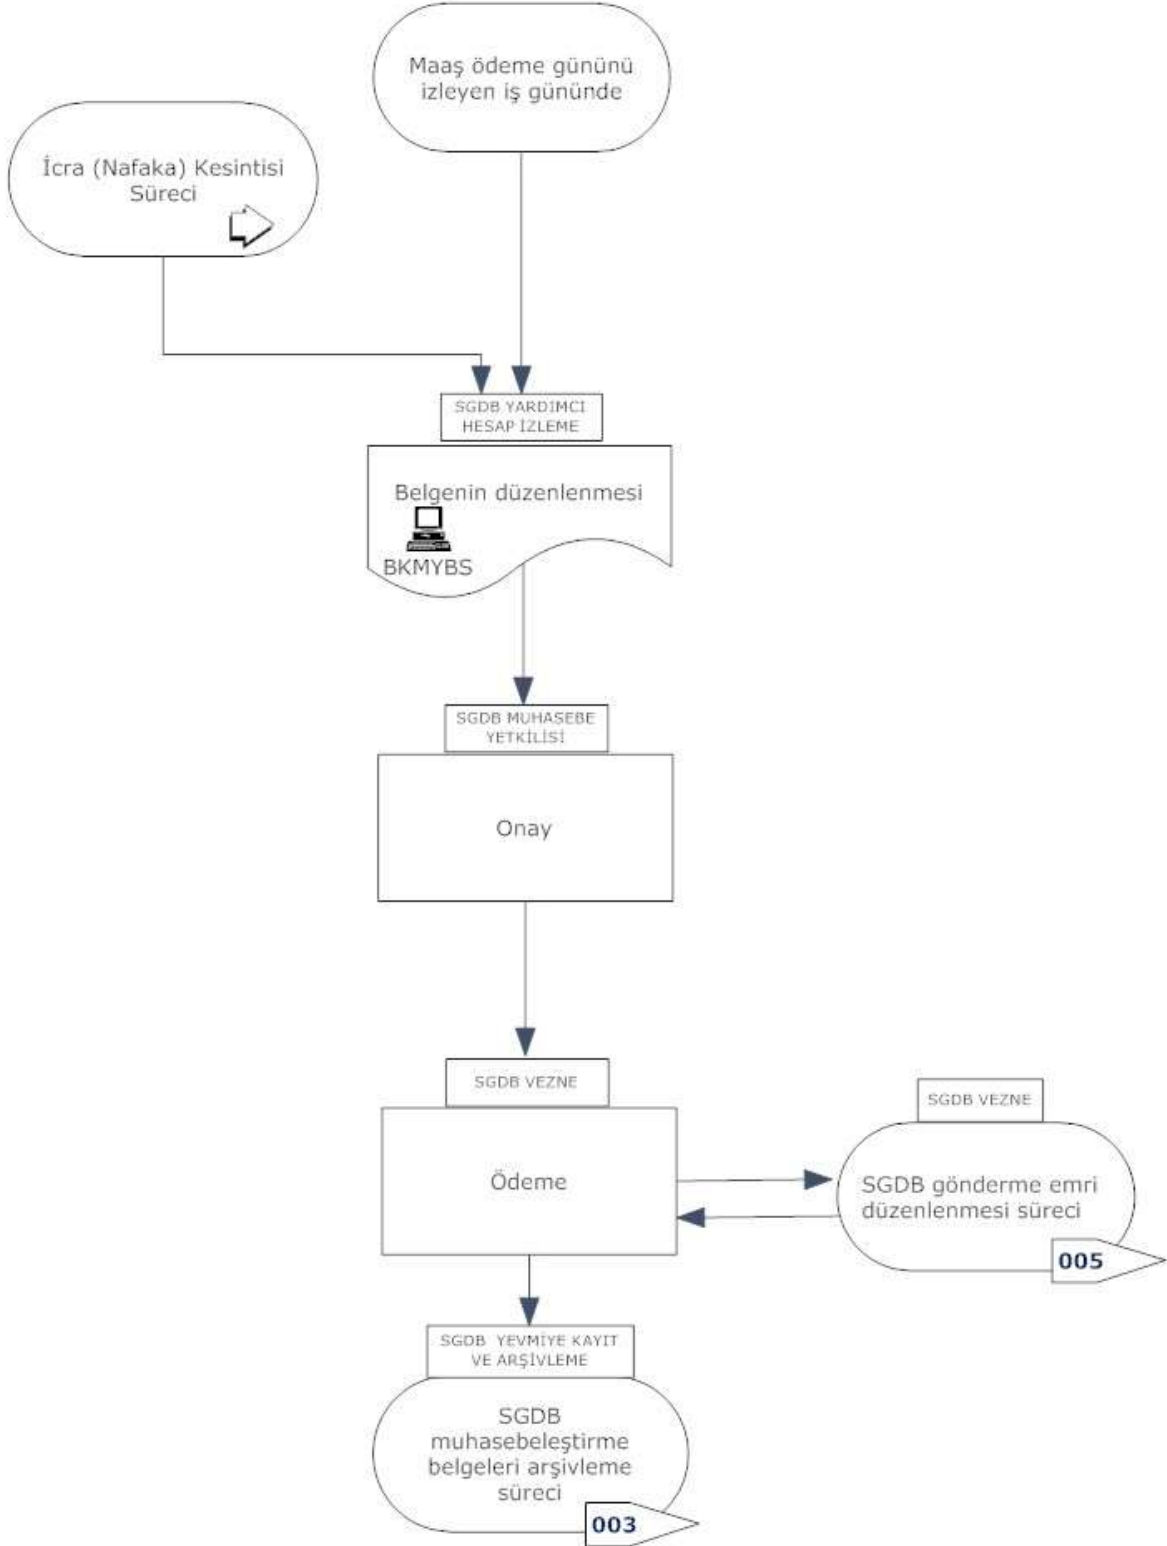 Maaş ödeme gününü
izleyen iş gününde
İcra (Nafaka) Kesintisi
Süreci
SGDB YARDIMCI
HESAP İZLEME
Belgenin düzenlenmesi
BKMYBS
SGDB MUHASEBE
YETKİLİSİ
Onay
SGDB VEZNE
Ödeme
SGDB VEZNE
SGDB gönderme emri
düzenlenmesi süreci
005
SGDB YEVMİYE KAYIT
VE ARŞİVLEME
SGDB
muhasebeleştirme
belgeleri arşivleme
süreci
003